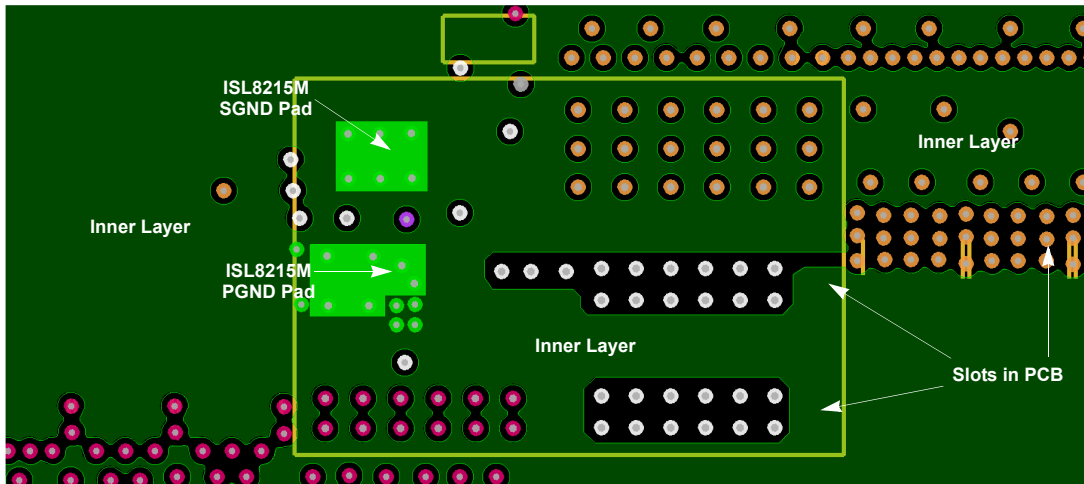 ISL8215M
SGND Pad
Inner Layer
Inner Layer
ISL8215M
PGND Pad
Inner Layer
Slots in PCB